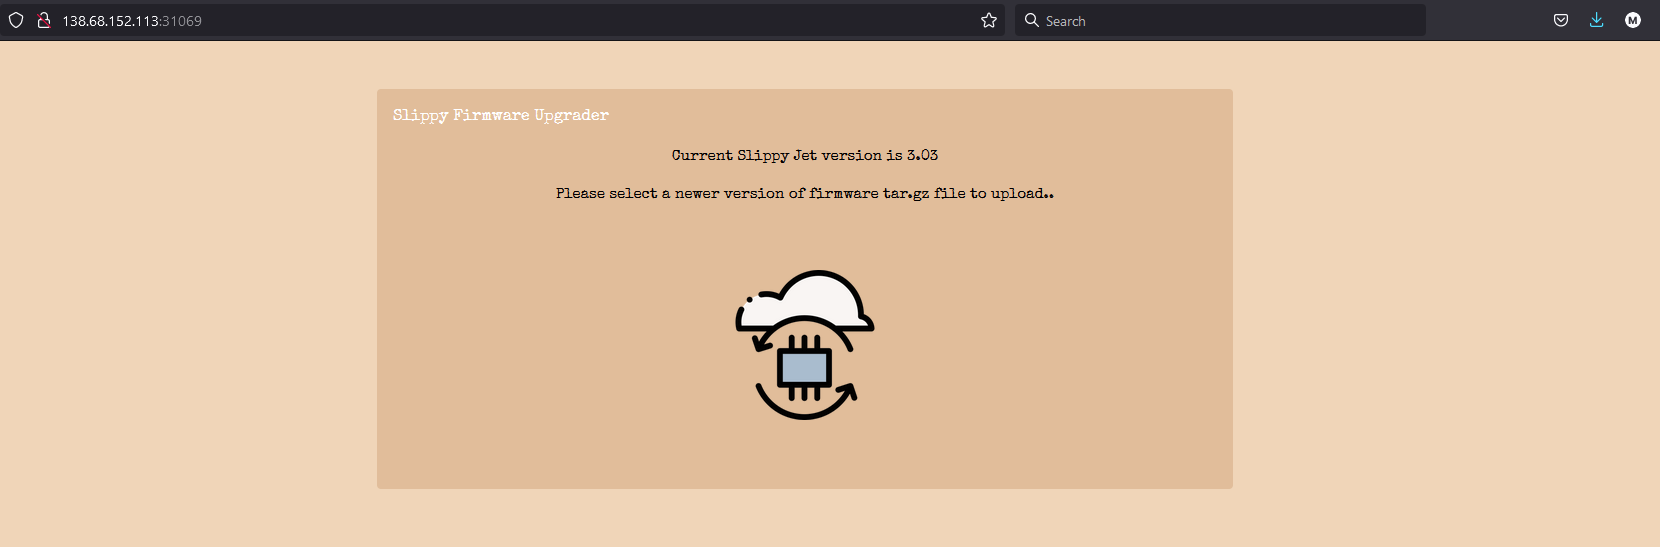 138.68.152.113:31069
Search
M
Slippy Firmware Upgrader
Current Slippy Jet version is 3.03
Please select a newer version of firmware tar.gz file to upload..